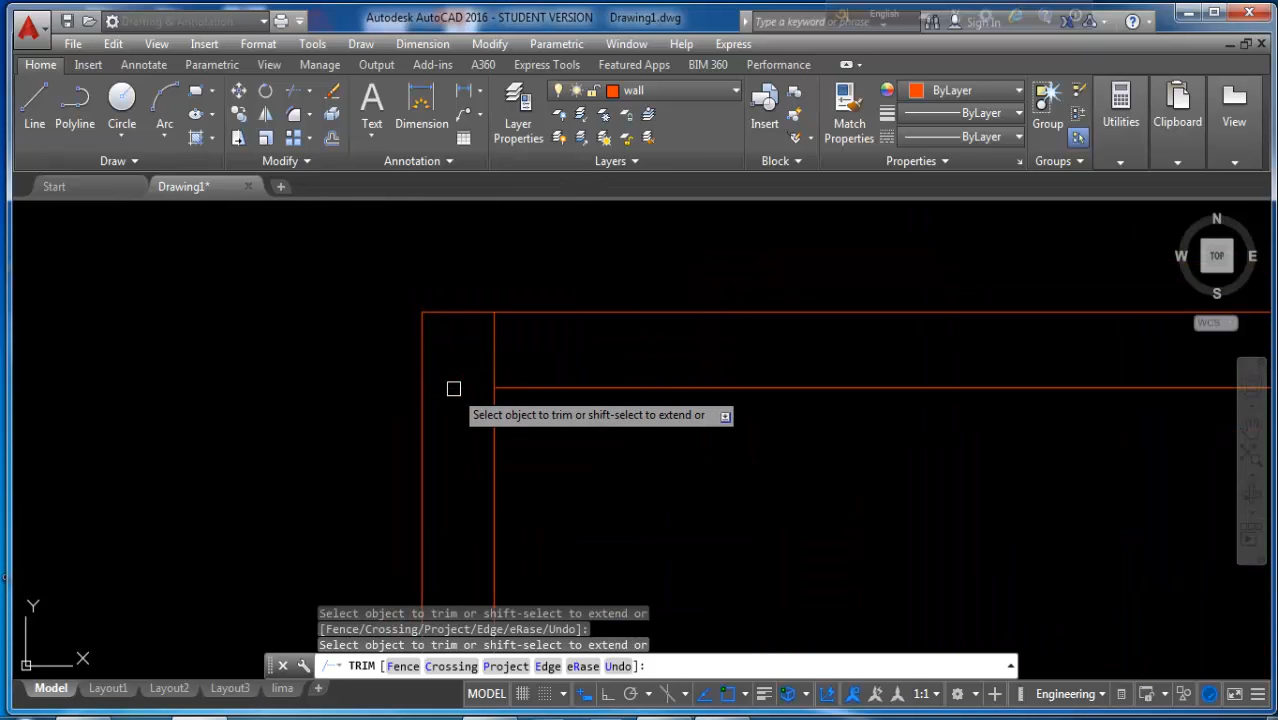 Drawing & Annotation
Autodesk AutoCAD 2016 - STUDENT VERSION Drawing1.dwg
Type a keyword or phrase
English
Sign In
File Edit View Insert Format Tools Draw Dimension Modify Parametric Window Help Express
Home Insert Annotate Parametric View Manage Output Add-ins A360 Express Tools Featured Apps BIM 360 Performance
wall
ByLayer
ByLayer
ByLayer
Line Polyline Circle Arc
Text Dimension
Layer Properties
Insert
Match Properties
Group
Utilities Clipboard View
Draw Modify Annotation Layers Block Properties Groups
Start Drawing1*
N
W TOP E
S
WCS
Select object to trim or shift-select to extend or
Y
X
Select object to trim or shift-select to extend or
[Fence/Crossing/Project/Edge/eRase/Undo]:
Select object to trim or shift-select to extend or
TRIM [Fence Crossing Project Edge eRase Undo]:
Model Layout1 Layout2 Layout3 lima
MODEL 1:1 Engineering